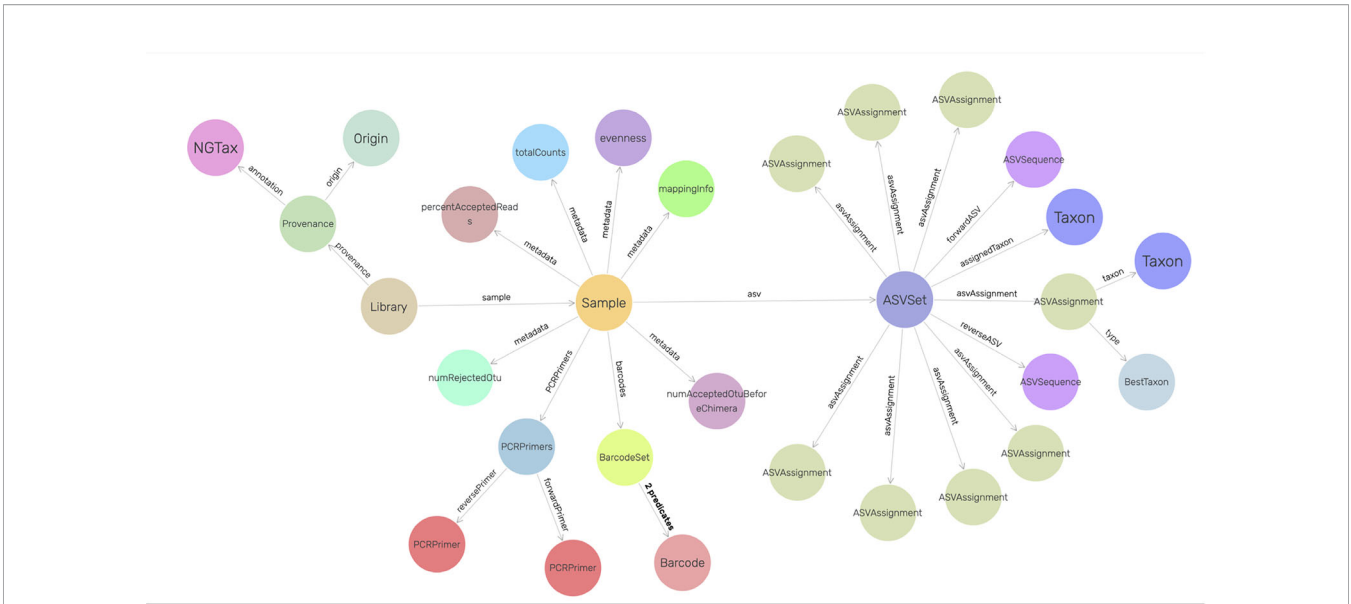 NGTax
Origin
annotation
origin
Provenance
provenance
Library
sample
totalCounts
evenness
mappingInfo
percentAcceptedRead
s
metadata
metadata
metadata
metadata
Sample
metadata
numRejectedOtu
PCRPrimers
barcodes
metadata
numAcceptedOtuBefor
eChimera
PCRPrimers
BarcodeSet
reversePrimer
forwardPrimer
2 predicates
PCRPrimer
PCRPrimer
Barcode
asv
ASVSet
ASVAssignment
ASVAssignment
ASVAssignment
ASVSequence
Taxon
Taxon
asvAssignment
asvAssignment
asvAssignment
forwardASV
assignedTaxon
asvAssignment
ASVAssignment
taxon
type
BestTaxon
reverseASV
ASVSequence
asvAssignment
asvAssignment
asvAssignment
asvAssignment
ASVAssignment
ASVAssignment
ASVAssignment
ASVAssignment